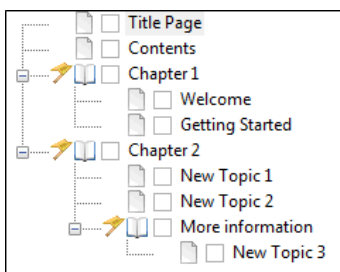 Title Page
Contents
Chapter 1
Welcome
Getting Started
Chapter 2
New Topic 1
New Topic 2
More information
New Topic 3